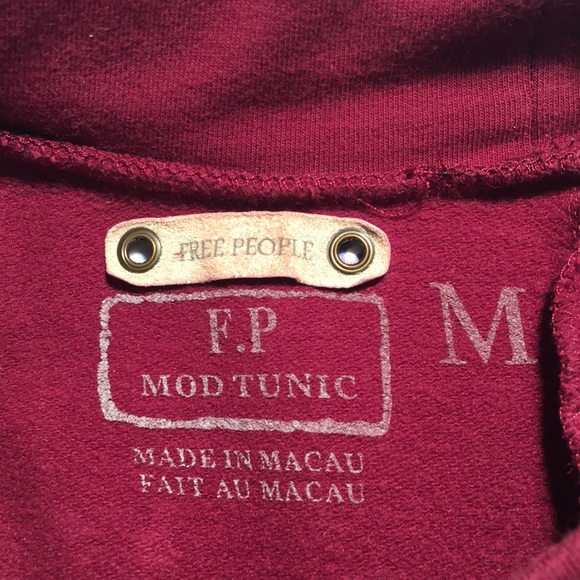 FREE PEOPLE
F.P
MOD TUNIC
M
MADE IN MACAU
FAIT AU MACAU